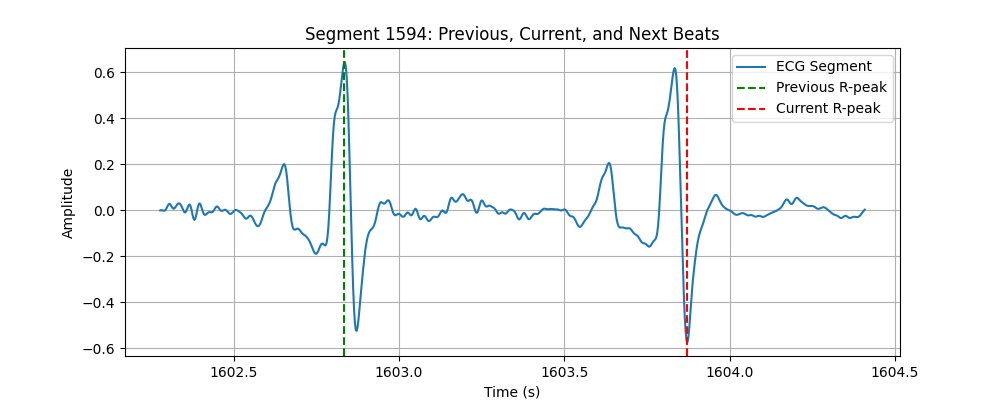 Segment 1594: Previous, Current, and Next Beats
ECG Segment
Previous R-peak
Current R-peak
Amplitude
0.6
0.4
0.2
0.0
−0.2
−0.4
−0.6
1602.5
1603.0
1603.5
1604.0
1604.5
Time (s)